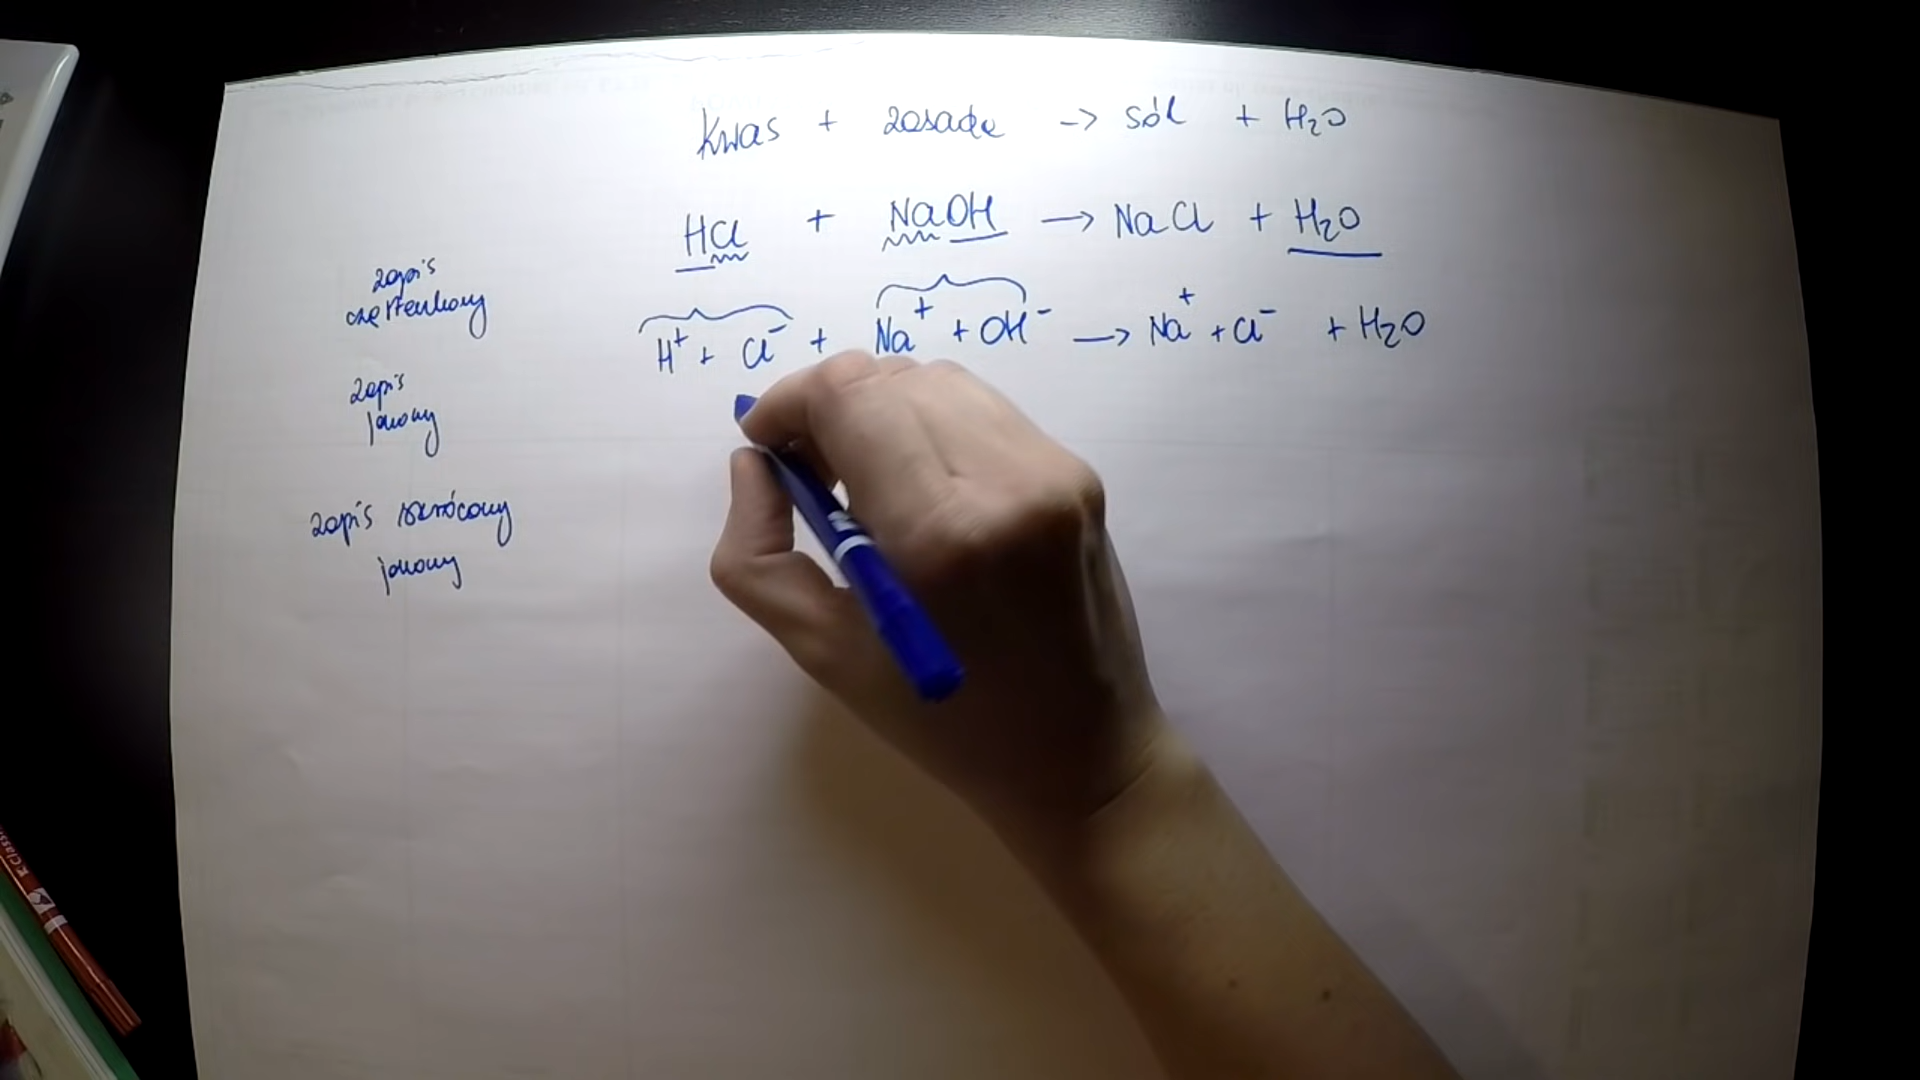 Kwas + zasada -> sól + H₂O
HCl + NaOH -> NaCl + H₂O
zapis
cząsteczkowy
H⁺ + Cl⁻ + Na⁺ + OH⁻ -> Na⁺ + Cl⁻ + H₂O
zapis
jonowy
zapis skrócony
jonowy